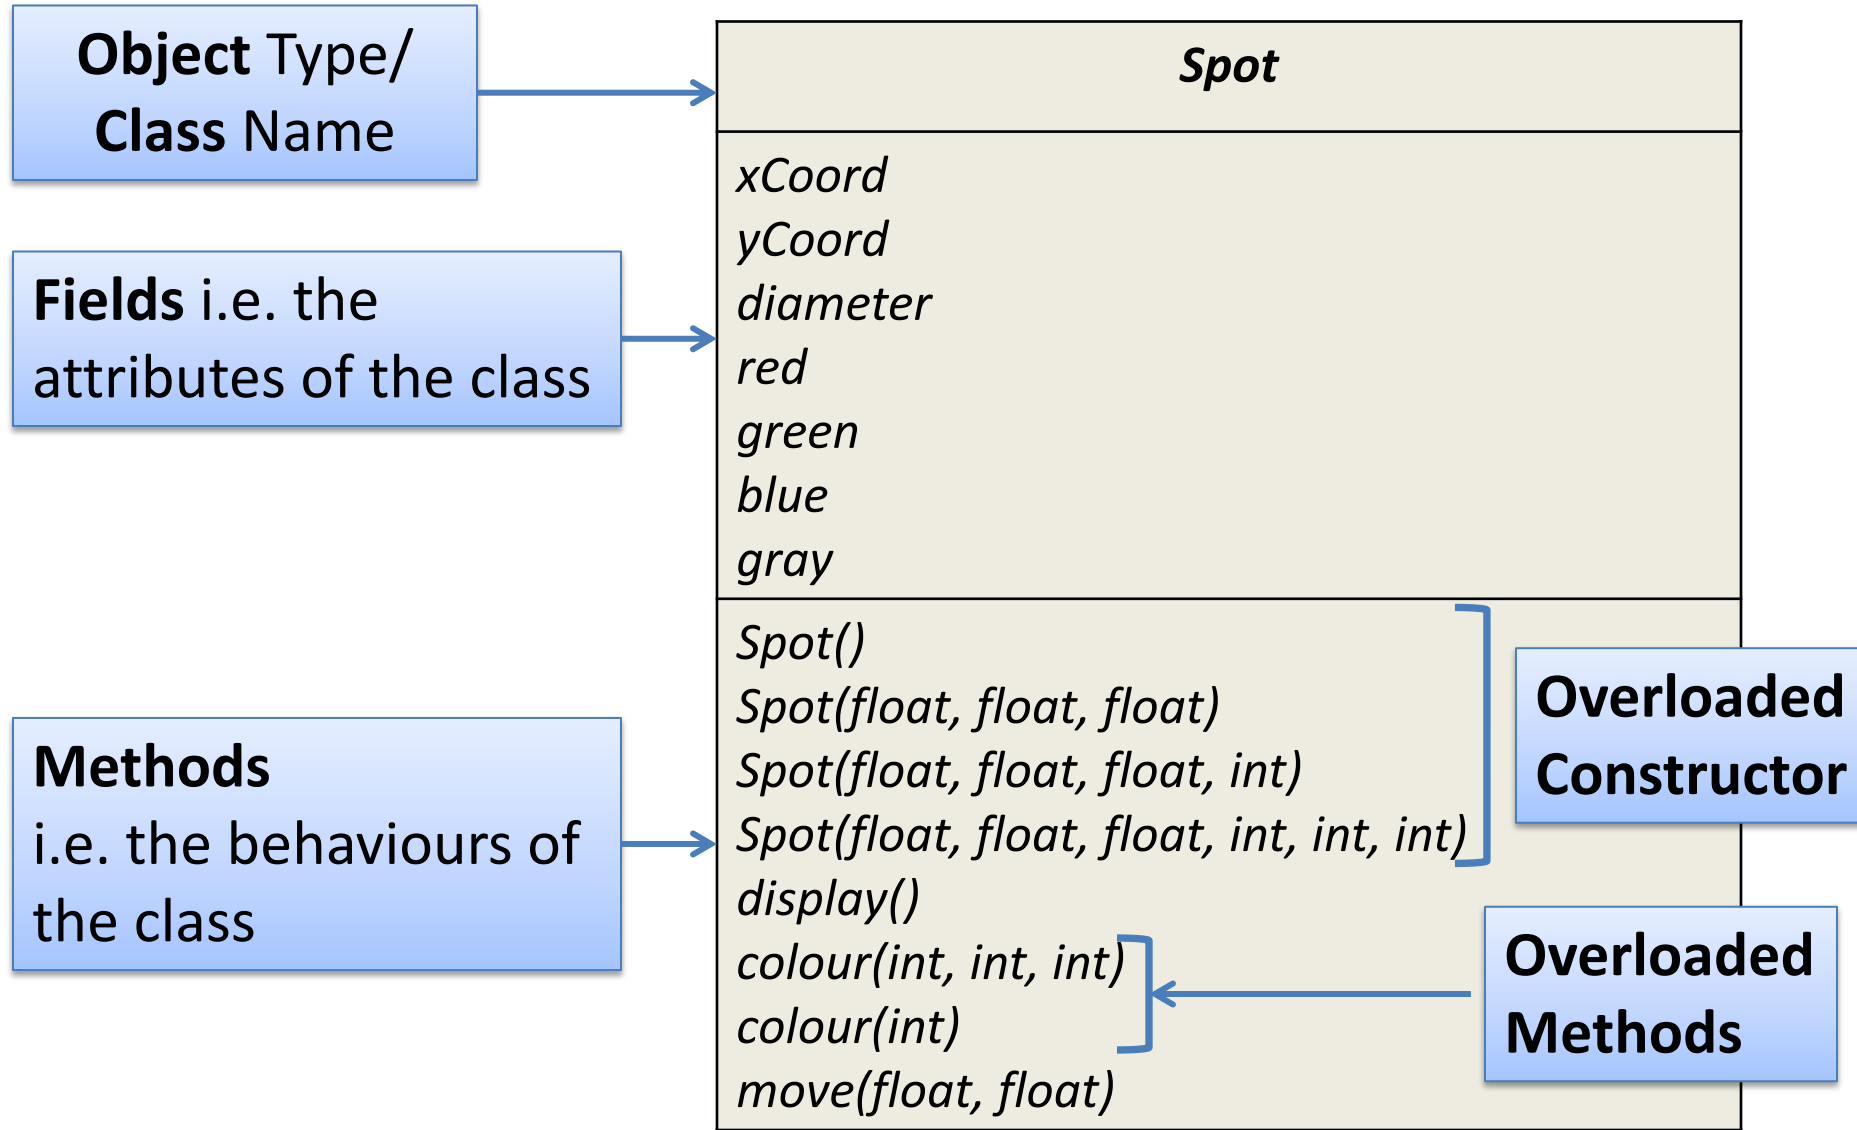 Object Type/
Class Name
Spot
Fields i.e. the
attributes of the class
xCoord
yCoord
diameter
red
green
blue
gray
Methods
i.e. the behaviours of
the class
Spot()
Spot(float, float, float)
Spot(float, float, float, int)
Spot(float, float, float, int, int, int)
display()
colour(int, int, int)
colour(int)
move(float, float)
Overloaded
Constructor
Overloaded
Methods